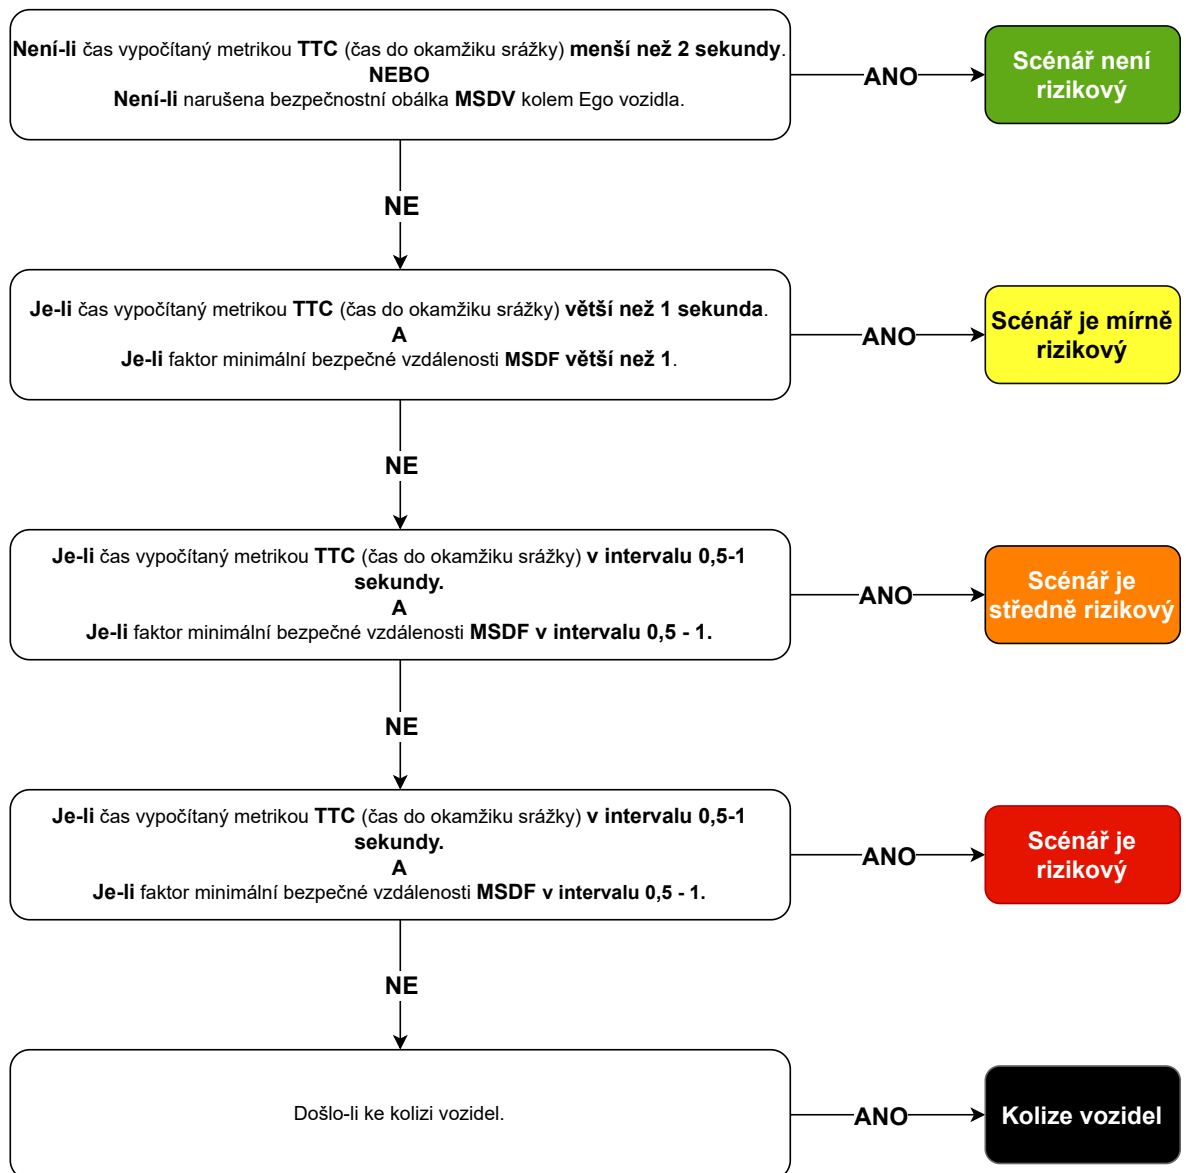 Není-li čas vypočítaný metrikou TTC (čas do okamžiku srážky) menší než 2 sekundy.
NEBO
Není-li narušena bezpečnostní obálka MSDV kolem Ego vozidla.
ANO
Scénář není
rizikový
NE
Je-li čas vypočítaný metrikou TTC (čas do okamžiku srážky) větší než 1 sekunda.
A
Je-li faktor minimální bezpečné vzdálenosti MSDF větší než 1.
ANO
Scénář je mírně
rizikový
NE
Je-li čas vypočítaný metrikou TTC (čas do okamžiku srážky) v intervalu 0,5-1
sekundy.
A
Je-li faktor minimální bezpečné vzdálenosti MSDF v intervalu 0,5 - 1.
ANO
Scénář je
středně rizikový
NE
Je-li čas vypočítaný metrikou TTC (čas do okamžiku srážky) v intervalu 0,5-1
sekundy.
A
Je-li faktor minimální bezpečné vzdálenosti MSDF v intervalu 0,5 - 1.
ANO
Scénář je
rizikový
NE
Došlo-li ke kolizi vozidel.
ANO
Kolize vozidel